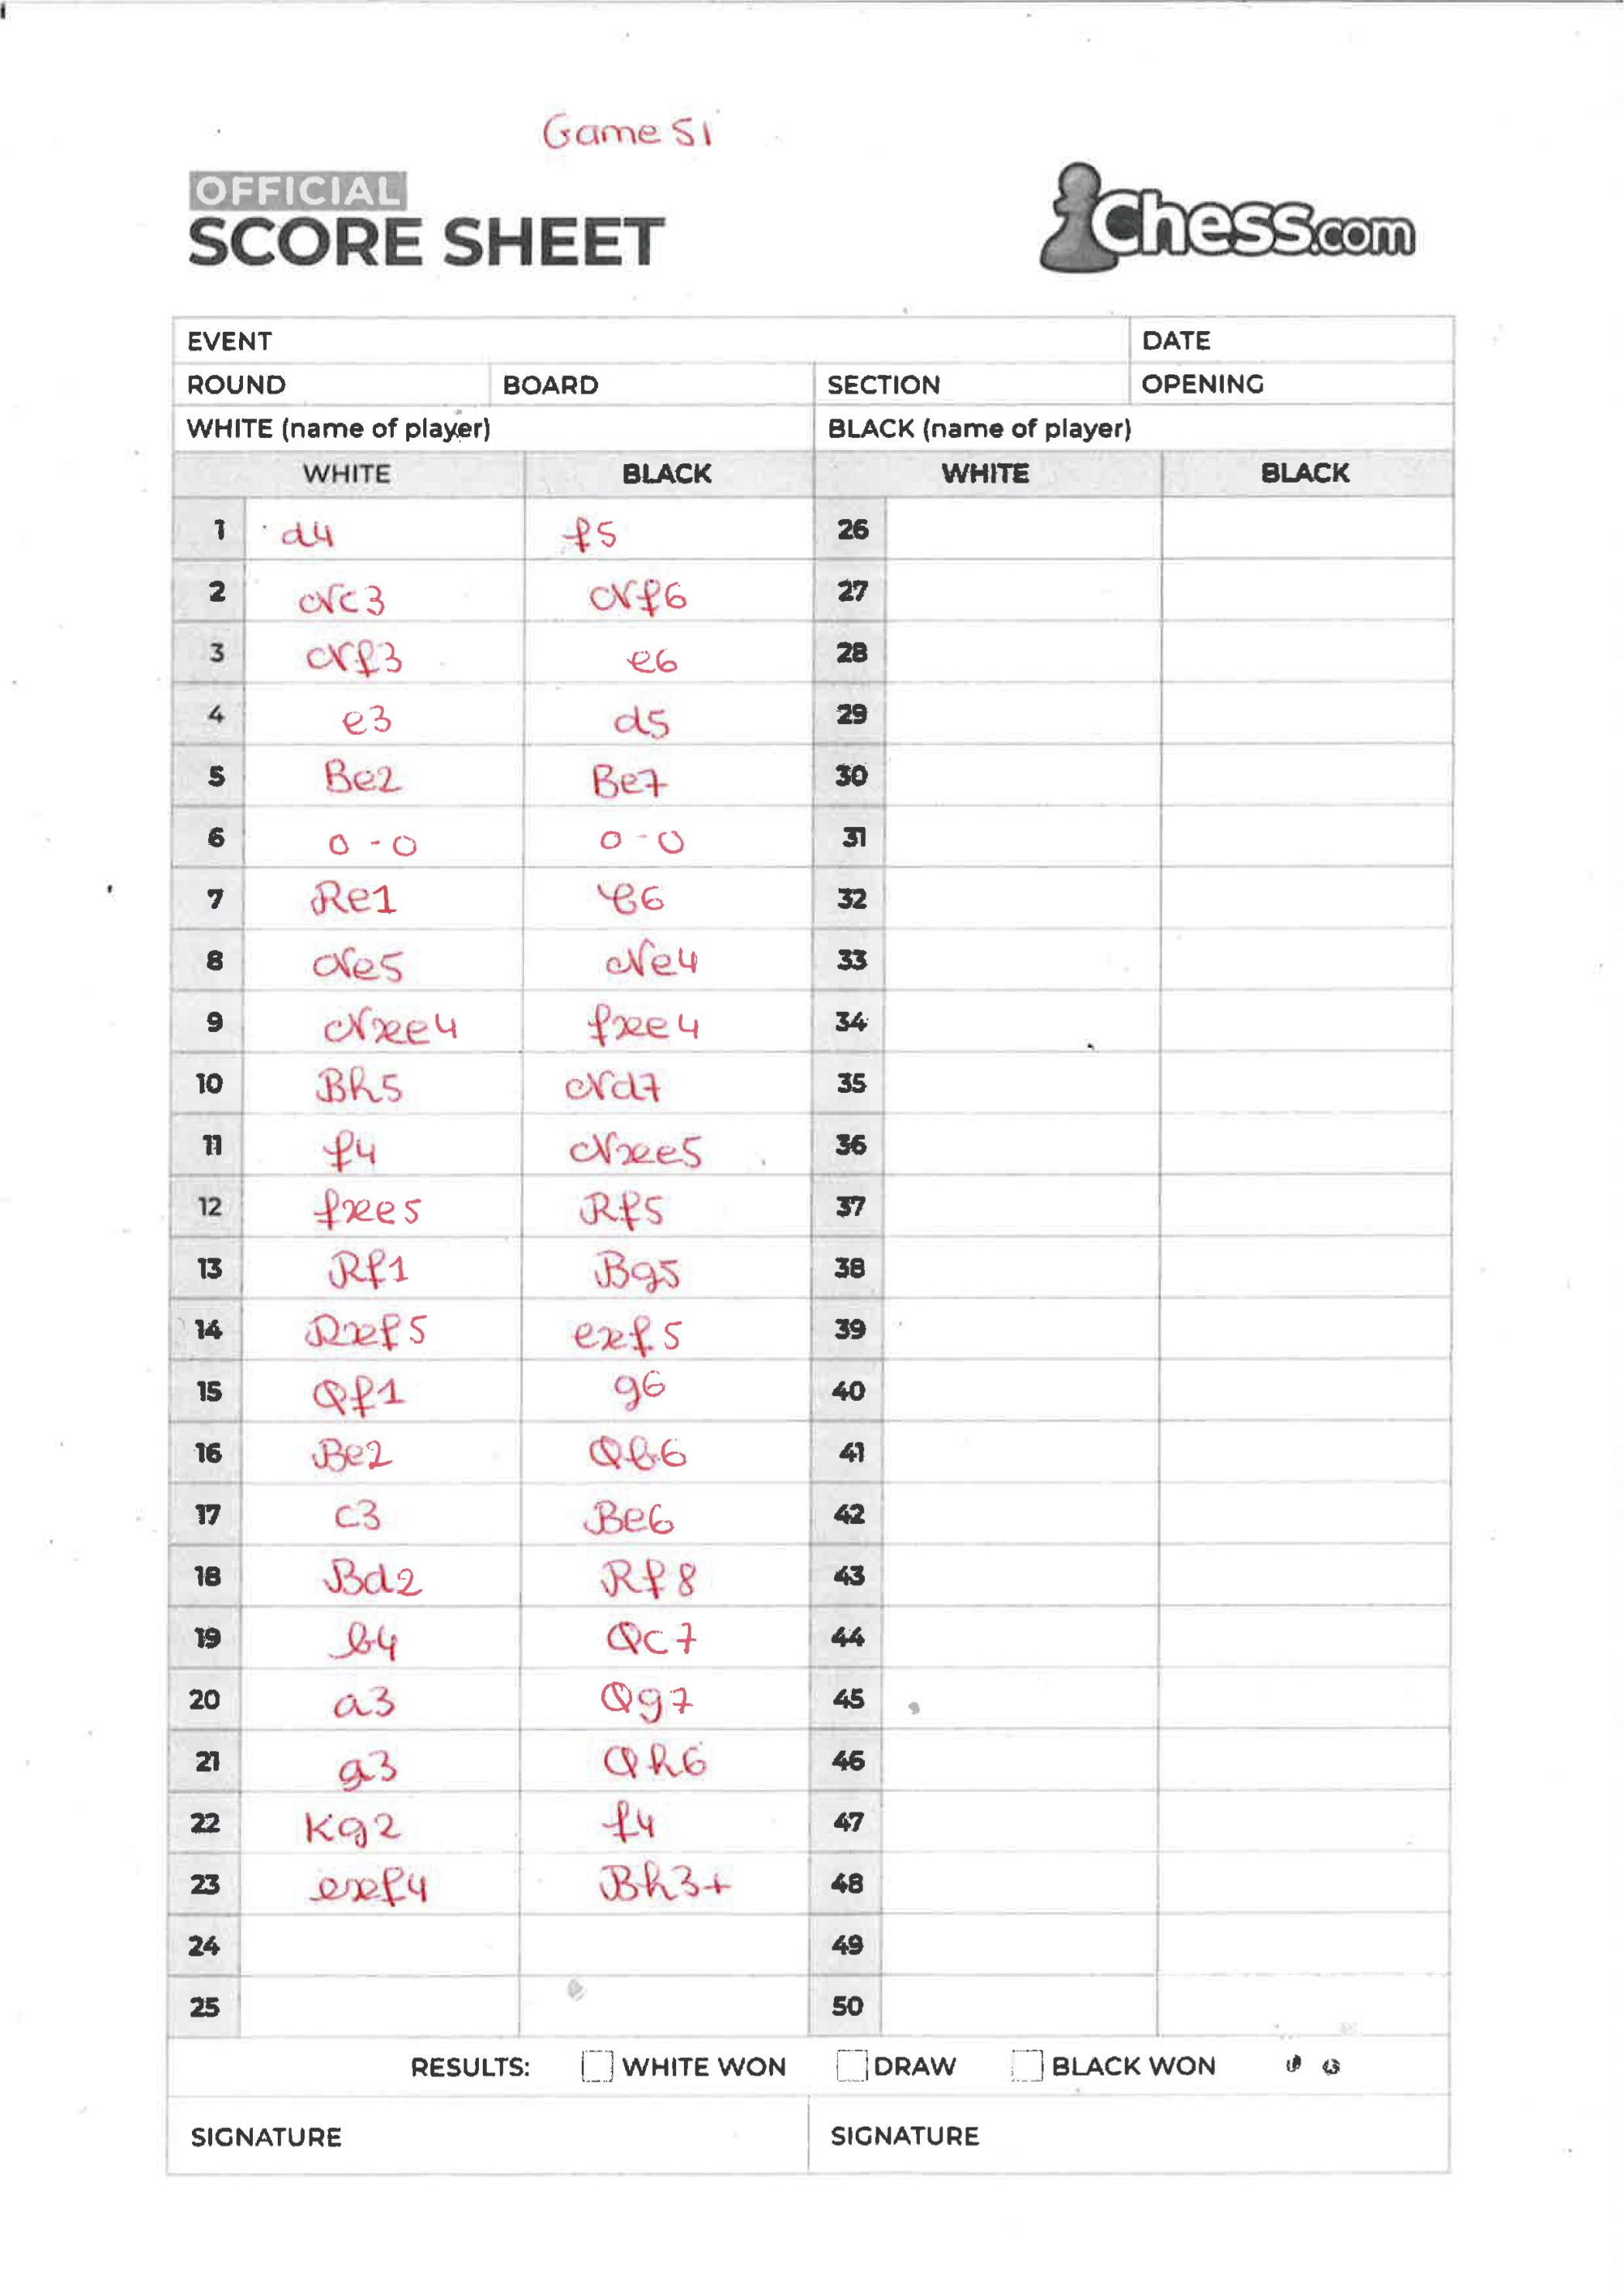 Game 51
OFFICIAL
SCORE SHEET
Chess.com
EVENT DATE
ROUND BOARD SECTION OPENING
WHITE (name of player) BLACK (name of player)
WHITE BLACK WHITE BLACK
1 d4 f5 26
2 Nc3 Nf6 27
3 Nf3 e6 28
4 e3 d5 29
5 Be2 Be7 30
6 0-0 0-0 31
7 Re1 c6 32
8 Ne5 Ne4 33
9 Nxe4 fxe4 34
10 Bh5 Nd7 35
11 f4 Nxe5 36
12 fxe5 Rf5 37
13 Rf1 Bg5 38
14 Rxf5 exf5 39
15 Qf1 g6 40
16 Be2 Qb6 41
17 c3 Be6 42
18 Bd2 Rf8 43
19 b4 Qc7 44
20 a3 Qg7 45
21 g3 Qh6 46
22 Kg2 f4 47
23 exf4 Bh3+ 48
24 49
25 50
RESULTS: WHITE WON DRAW BLACK WON
SIGNATURE SIGNATURE